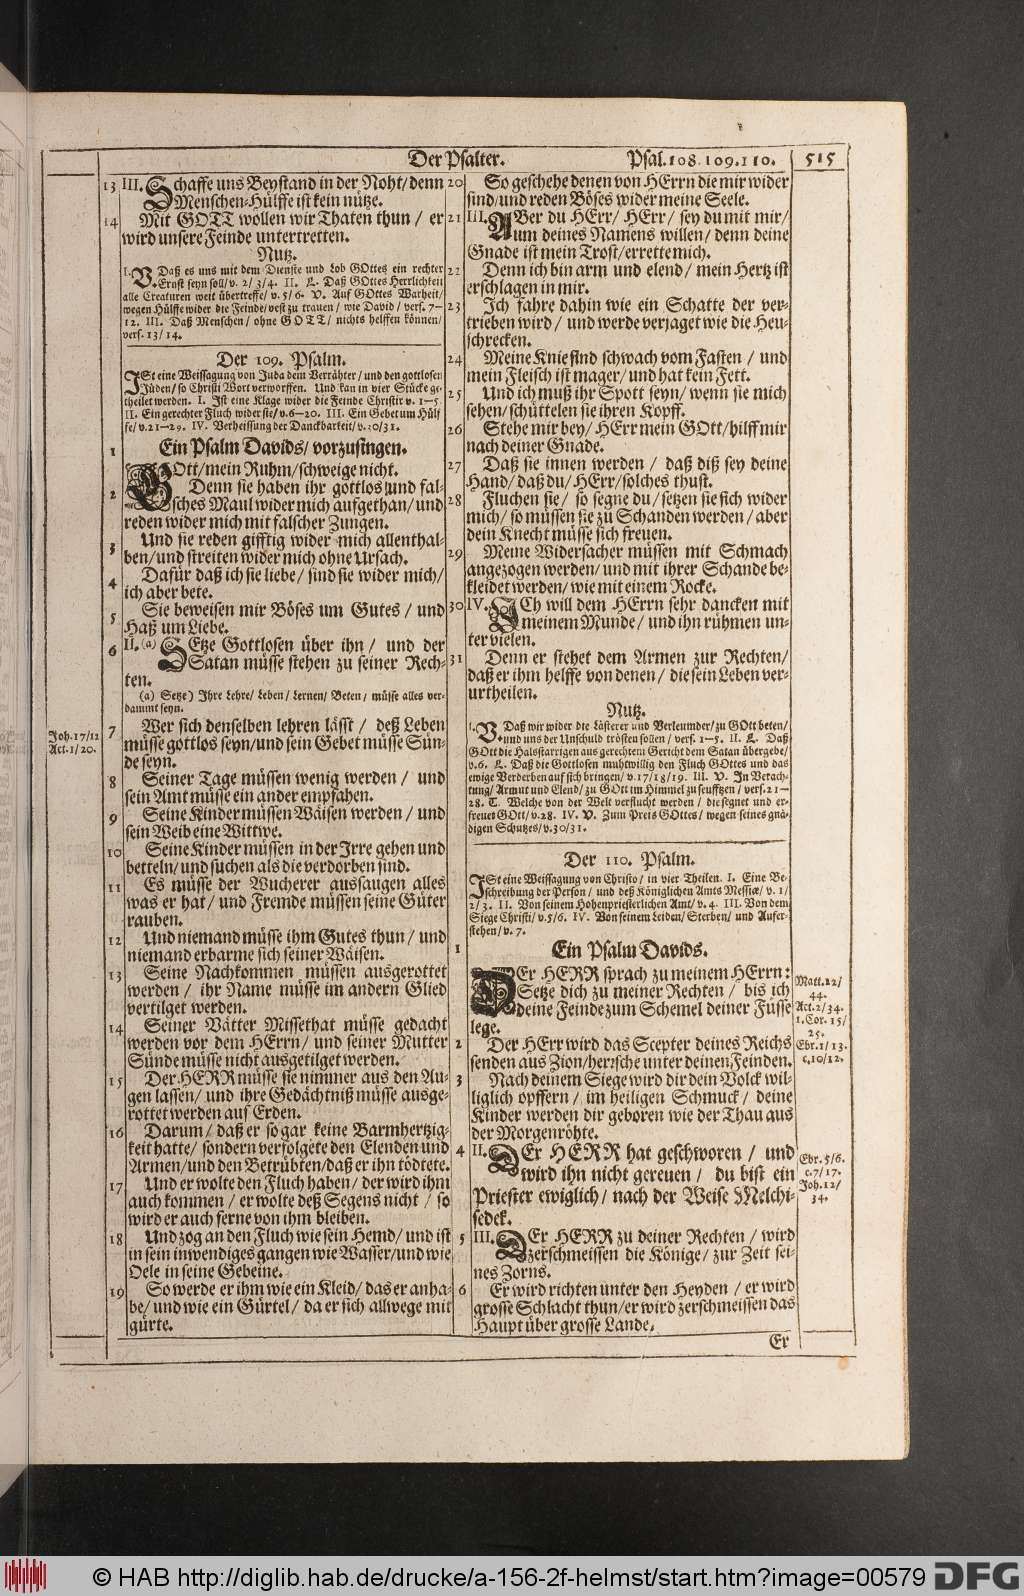 Der Psalter. Psal. 108. 109. 110. 515
13 III. Schaffe uns Beystand in der Noht/ denn
Menschen-Hülffe ist kein nütze.
14 Mit GOTT wollen wir Thaten thun/ er
wird unsere Feinde untertretten.
Nutz.
I. V. Daß es uns mit dem Dienste und Lob GOttes ein rechter
Ernst seyn soll/ v. 2/ 3/ 4. II. L. Daß GOttes Herrlichkeit
alle Creaturen weit übertreffe/ v. 5/ 6. V. Auf GOttes Warheit/
wegen Hülffe wider die Feinde/ vest zu trauen/ wie David/ vers. 7—
12. III. Daß Menschen/ ohne GOTT/ nichts helffen können/
vers. 13/ 14.
Der 109. Psalm.
ISt eine Weissagung von Juda dem Verrähter/ und den gottlosen
Jüden/ so Christi Wort verworffen. Und kan in vier Stücke ge-
theilet werden. I. Ist eine Klage wider die Feinde Christi/ v. 1—5.
II. Ein gerechter Fluch wider sie/ v. 6—20. III. Ein Gebet um Hülf-
fe/ v. 21—29. IV. Verheissung der Danckbarkeit/ v. 30/31.
1 Ein Psalm Davids/ vorzusingen.
GOtt/ mein Ruhm/ schweige nicht.
2 Denn sie haben ihr gottlos und fal-
sches Maul wider mich aufgethan/ und
reden wider mich mit falscher Zungen.
3 Und sie reden gifftig wider mich allenthal-
ben/ und streiten wider mich ohne Ursach.
4 Dafür daß ich sie liebe/ sind sie wider mich/
ich aber bete.
5 Sie beweisen mir Böses um Gutes/ und
Haß um Liebe.
6 II. (a) SEtze Gottlosen über ihn/ und der
Satan müsse stehen zu seiner Rech-
ten.
(a) Setze) Ihre Lehre/ Leben/ Lernen/ Beten/ müsse alles ver-
dammt seyn.
Joh. 17/12
Act. 1/20.
7 Wer sich denselben lehren lässt/ deß Leben
müsse gottlos seyn/ und sein Gebet müsse Sün-
de seyn.
8 Seiner Tage müssen wenig werden/ und
sein Amt müsse ein ander empfahen.
9 Seine Kinder müssen Wäisen werden/ und
sein Weib eine Wittwe.
10 Seine Kinder müssen in der Irre gehen und
betteln/ und suchen als die verdorben sind.
11 Es müsse der Wucherer aussaugen alles
was er hat/ und Fremde müssen seine Güter
rauben.
12 Und niemand müsse ihm Gutes thun/ und
niemand erbarme sich seiner Wäisen.
13 Seine Nachkommen müssen ausgerottet
werden/ ihr Name müsse im andern Glied
vertilget werden.
14 Seiner Vätter Missethat müsse gedacht
werden vor dem HErrn/ und seiner Mutter
Sünde müsse nicht ausgetilget werden.
15 Der HERR müsse sie nimmer aus den Au-
gen lassen/ und ihre Gedächtniß müsse ausge-
rottet werden auf Erden.
16 Darum/ daß er so gar keine Barmhertzig-
keit hatte/ sondern verfolgete den Elenden und
Armen/ und den Betrübten/ daß er ihn tödtete.
17 Und er wolte den Fluch haben/ der wird ihm
auch kommen/ er wolte deß Segens nicht/ so
wird er auch ferne von ihm bleiben.
18 Und zog an den Fluch wie sein Hemd/ und ist
in sein inwendiges gangen wie Wasser/ und wie
Oele in seine Gebeine.
19 So werde er ihm wie ein Kleid/ das er anha-
be/ und wie ein Gürtel/ da er sich allwege mit
gürte.
20 So geschehe denen von HErrn die mir wider
sind/ und reden Böses wider meine Seele.
21 III. ABer du HErr/ HErr/ sey du mit mir/
um deines Namens willen/ denn deine
Gnade ist mein Trost/ errette mich.
22 Denn ich bin arm und elend/ mein Hertz ist
erschlagen in mir.
23 Ich fahre dahin wie ein Schatte der ver-
trieben wird/ und werde verjaget wie die Heu-
schrecken.
24 Meine Knie sind schwach vom Fasten/ und
mein Fleisch ist mager/ und hat kein Fett.
25 Und ich muß ihr Spott seyn/ wenn sie mich
sehen/ schüttelen sie ihren Kopff.
26 Stehe mir bey/ HErr mein GOtt/ hilff mir
nach deiner Gnade.
27 Daß sie innen werden/ daß diß sey deine
Hand/ daß du/ HErr/ solches thust.
28 Fluchen sie/ so segne du/ setzen sie sich wider
mich/ so müssen sie zu Schanden werden/ aber
dein Knecht müsse sich freuen.
29 Meine Widersacher müssen mit Schmach
angezogen werden/ und mit ihrer Schande be-
kleidet werden/ wie mit einem Rocke.
30 IV. ICh will dem HErrn sehr dancken mit
meinem Munde/ und ihn rühmen un-
ter vielen.
31 Denn er stehet dem Armen zur Rechten/
daß er ihm helffe von denen/ die sein Leben ver-
urtheilen.
Nutz.
I. V. Daß wir wider die Lästerer und Verleumder/ zu GOtt beten/
und uns der Unschuld trösten sollen/ vers. 1—5. II. L. Daß
GOtt die Halsstarrigen aus gerechtem Gericht dem Satan übergebe/
v. 6. L. Daß die Gottlosen muhtwillig den Fluch GOttes und das
ewige Verderben auf sich bringen/ v. 17/18/19. III. V. In Verach-
tung/ Armut und Elend/ zu GOtt im Himmel zu seufftzen/ vers. 21—
28. T. Welche von der Welt verflucht werden/ die segnet und er-
freuet GOtt/ v. 28. IV. V. Zum Preis GOttes/ wegen seines gnä-
digen Schutzes/ v. 30/31.
Der 110. Psalm.
ISt eine Weissagung von Christo/ in vier Theilen. I. Eine Be-
schreibung der Person/ und deß Königlichen Amts Messiæ/ v. 1/
2/ 3. II. Von seinem Hohenpriesterlichen Amt/ v. 4. III. Von dem
Siege Christi/ v. 5/6. IV. Von seinem Leiden/ Sterben/ und Aufer-
stehen/ v. 7.
1 Ein Psalm Davids.
DEr HERR sprach zu meinem HErrn:
Setze dich zu meiner Rechten/ bis ich
deine Feinde zum Schemel deiner Füsse
lege.
Matt. 22/
44.
Act. 2/34.
1. Cor. 15/
25.
Ebr. 1/13.
c. 10/12.
2 Der HErr wird das Scepter deines Reichs
senden aus Zion/ herrsche unter deinen Feinden.
3 Nach deinem Siege wird dir dein Volck wil-
liglich opffern/ im heiligen Schmuck/ deine
Kinder werden dir geboren wie der Thau aus
der Morgenröhte.
4 II. DEr HERR hat geschworen/ und
wird ihn nicht gereuen/ du bist ein
Priester ewiglich/ nach der Weise Melchi-
sedek.
Ebr. 5/6.
c. 7/17.
Joh. 12/
34.
5 III. DEr HERR zu deiner Rechten/ wird
zerschmeissen die Könige/ zur Zeit sei-
nes Zorns.
6 Er wird richten unter den Heyden/ er wird
grosse Schlacht thun/ er wird zerschmeissen das
Haupt über grosse Lande.
Er
© HAB http://diglib.hab.de/drucke/a-156-2f-helmst/start.htm?image=00579
DFG